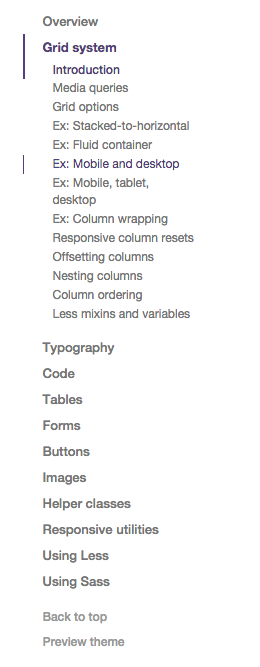 Overview
Grid system
Introduction
Media queries
Grid options
Ex: Stacked-to-horizontal
Ex: Fluid container
Ex: Mobile and desktop
Ex: Mobile, tablet,
desktop
Ex: Column wrapping
Responsive column resets
Offsetting columns
Nesting columns
Column ordering
Less mixins and variables
Typography
Code
Tables
Forms
Buttons
Images
Helper classes
Responsive utilities
Using Less
Using Sass
Back to top
Preview theme